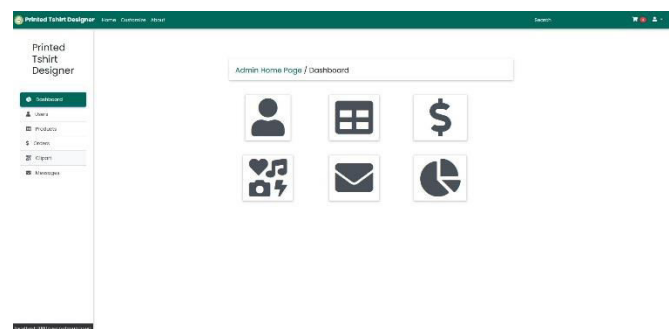 Printed Tshirt Designer Home Customize About Search 0
Printed
Tshirt
Designer
Admin Home Page / Dashboard
Dashboard
Users
Products
Orders
Clipart
Messages